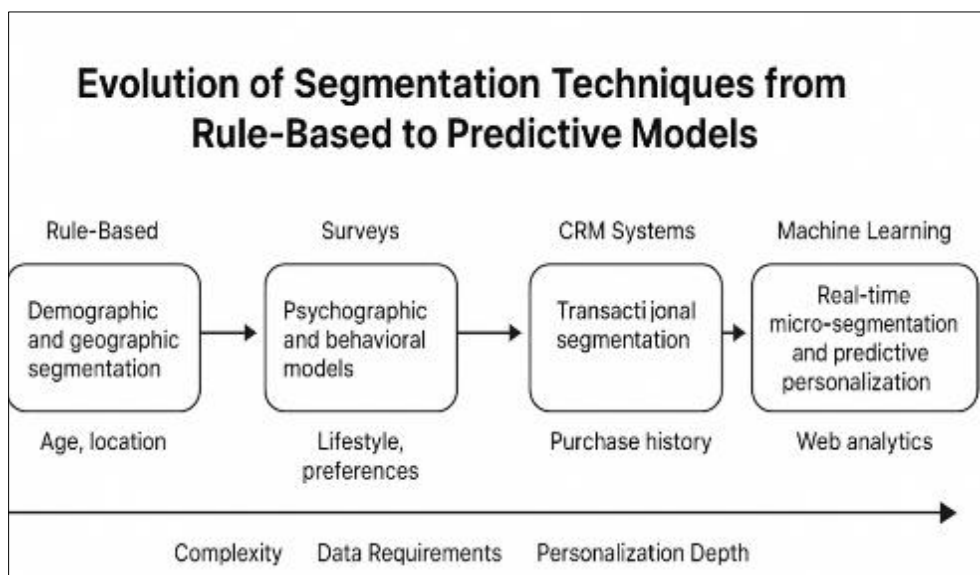 Evolution of Segmentation Techniques from
Rule-Based to Predictive Models
Rule-Based
Surveys
CRM Systems
Machine Learning
Demographic
and geographic
segmentation
Psychographic
and behavioral
models
Transactijonal
segmentation
Real-time
micro-segmentation
and predictive
personalization
Age, location
Lifestyle,
preferences
Purchase history
Web analytics
Complexity
Data Requirements
Personalization Depth